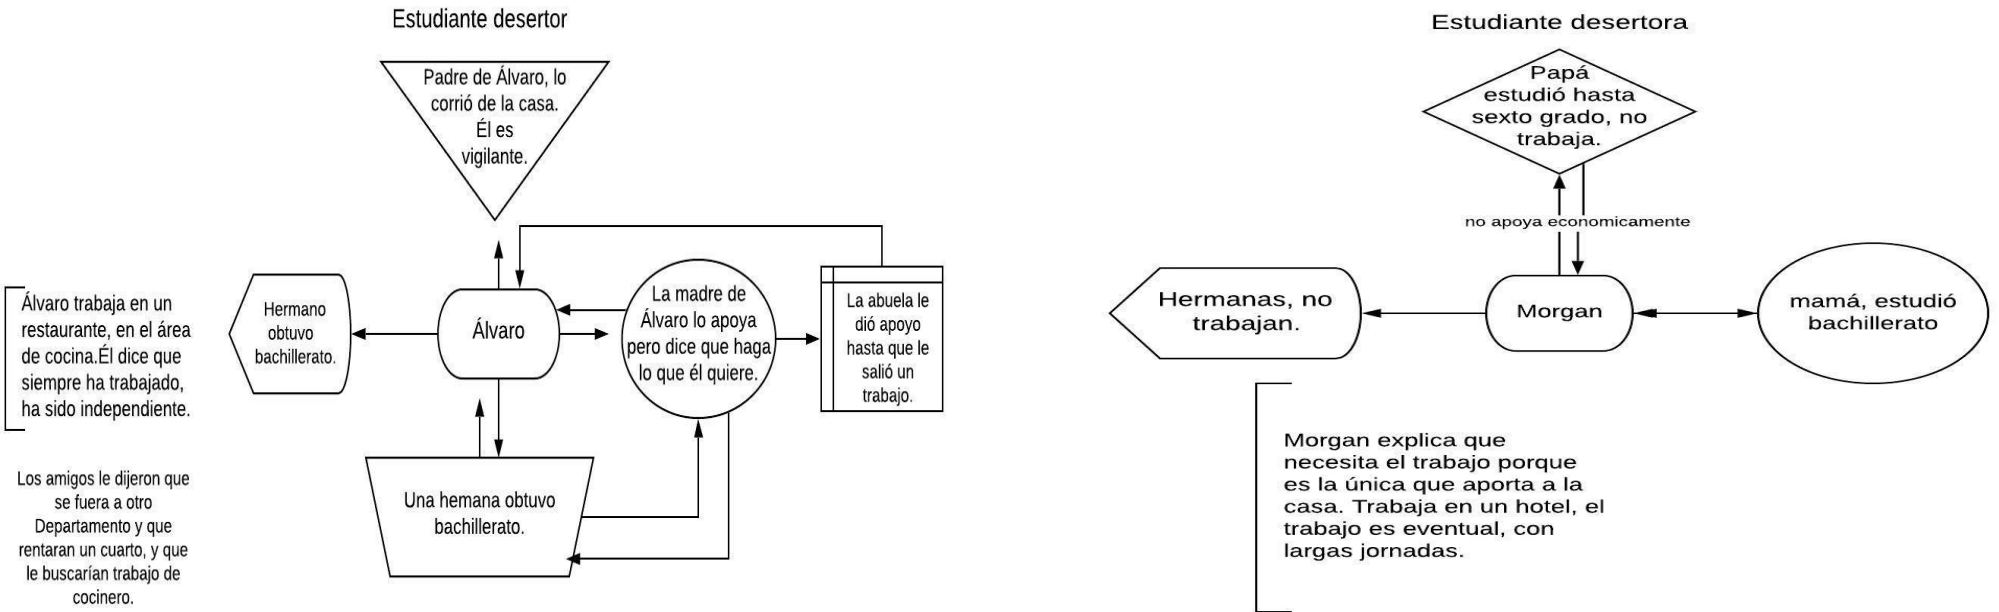 Estudiante desertor
Padre de Álvaro, lo
corrió de la casa.
Él es
vigilante.
Álvaro trabaja en un
restaurante, en el área
de cocina.Él dice que
siempre ha trabajado,
ha sido independiente.
Hermano
obtuvo
bachillerato.
Álvaro
La madre de
Álvaro lo apoya
pero dice que haga
lo que él quiere.
La abuela le
dió apoyo
hasta que le
salió un
trabajo.
Los amigos le dijeron que
se fuera a otro
Departamento y que
rentaran un cuarto, y que
le buscarían trabajo de
cocinero.
Una hemana obtuvo
bachillerato.
Estudiante desertora
Papá
estudió hasta
sexto grado, no
trabaja.
no apoya economicamente
Hermanas, no
trabajan.
Morgan
mamá, estudió
bachillerato
Morgan explica que
necesita el trabajo porque
es la única que aporta a la
casa. Trabaja en un hotel, el
trabajo es eventual, con
largas jornadas.